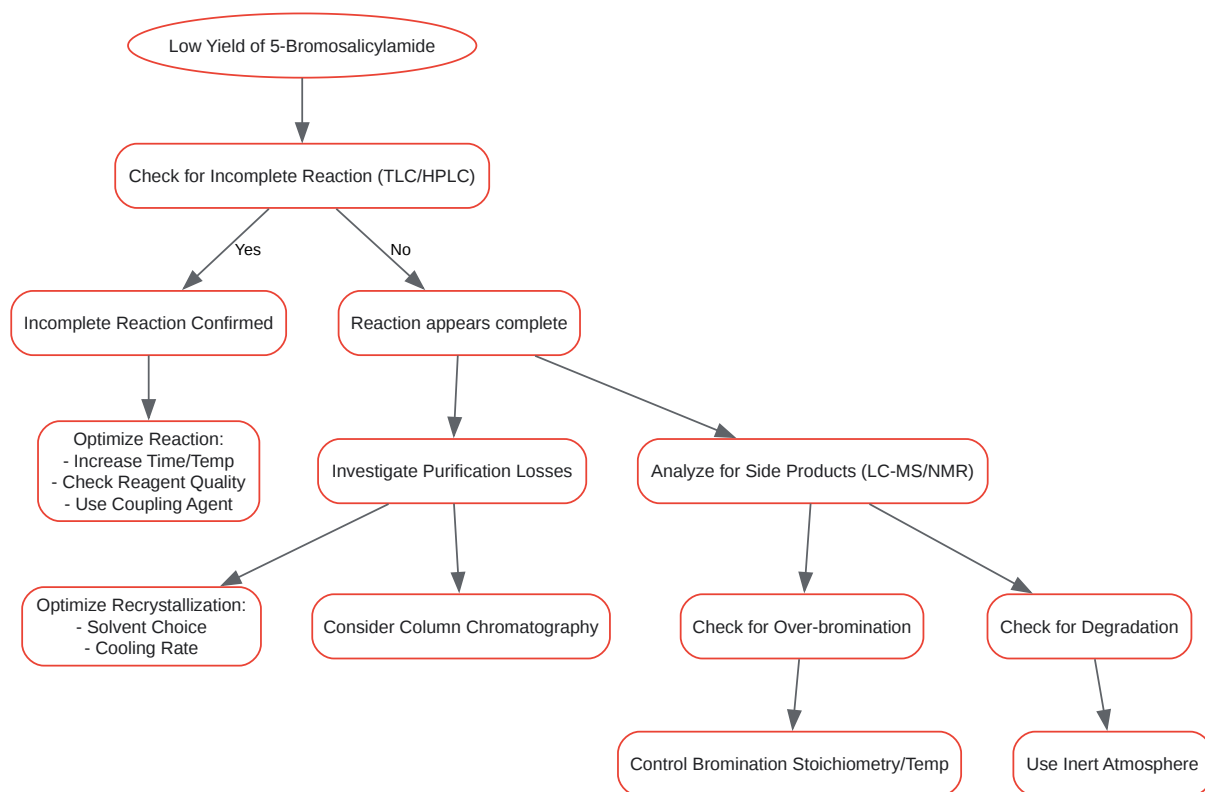 Low Yield of 5-Bromosalicylamide
Check for Incomplete Reaction (TLC/HPLC)
Yes
No
Incomplete Reaction Confirmed
Reaction appears complete
Optimize Reaction:
- Increase Time/Temp
- Check Reagent Quality
- Use Coupling Agent
Investigate Purification Losses
Analyze for Side Products (LC-MS/NMR)
Optimize Recrystallization:
- Solvent Choice
- Cooling Rate
Consider Column Chromatography
Check for Over-bromination
Check for Degradation
Control Bromination Stoichiometry/Temp
Use Inert Atmosphere